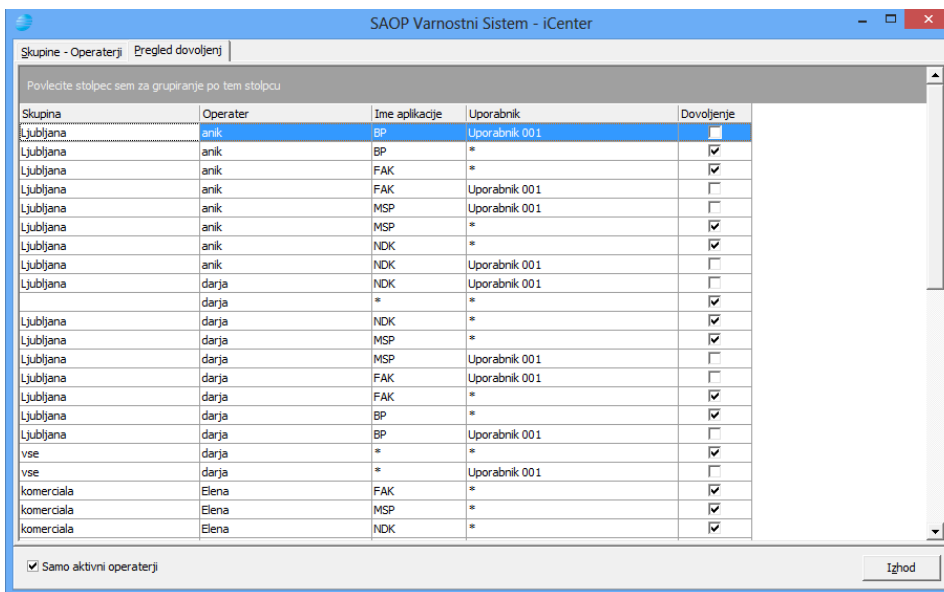 SAOP Varnostni Sistem - iCenter
Skupine - Operaterji Pregled dovoljenj
Povlecite stolpec sem za grupiranje po tem stolpcu
Skupina Operater Ime aplikacije Uporabnik Dovoljenje
Ljubljana anik BP Uporabnik 001
Ljubljana anik BP *
Ljubljana anik FAK *
Ljubljana anik FAK Uporabnik 001
Ljubljana anik MSP Uporabnik 001
Ljubljana anik MSP *
Ljubljana anik NDK *
Ljubljana anik NDK Uporabnik 001
Ljubljana darja NDK Uporabnik 001
darja * *
Ljubljana darja NDK *
Ljubljana darja MSP *
Ljubljana darja MSP Uporabnik 001
Ljubljana darja FAK Uporabnik 001
Ljubljana darja FAK *
Ljubljana darja BP *
Ljubljana darja BP Uporabnik 001
vse darja * *
vse darja * Uporabnik 001
komerciala Elena FAK *
komerciala Elena MSP *
komerciala Elena NDK *
Samo aktivni operaterji Izhod